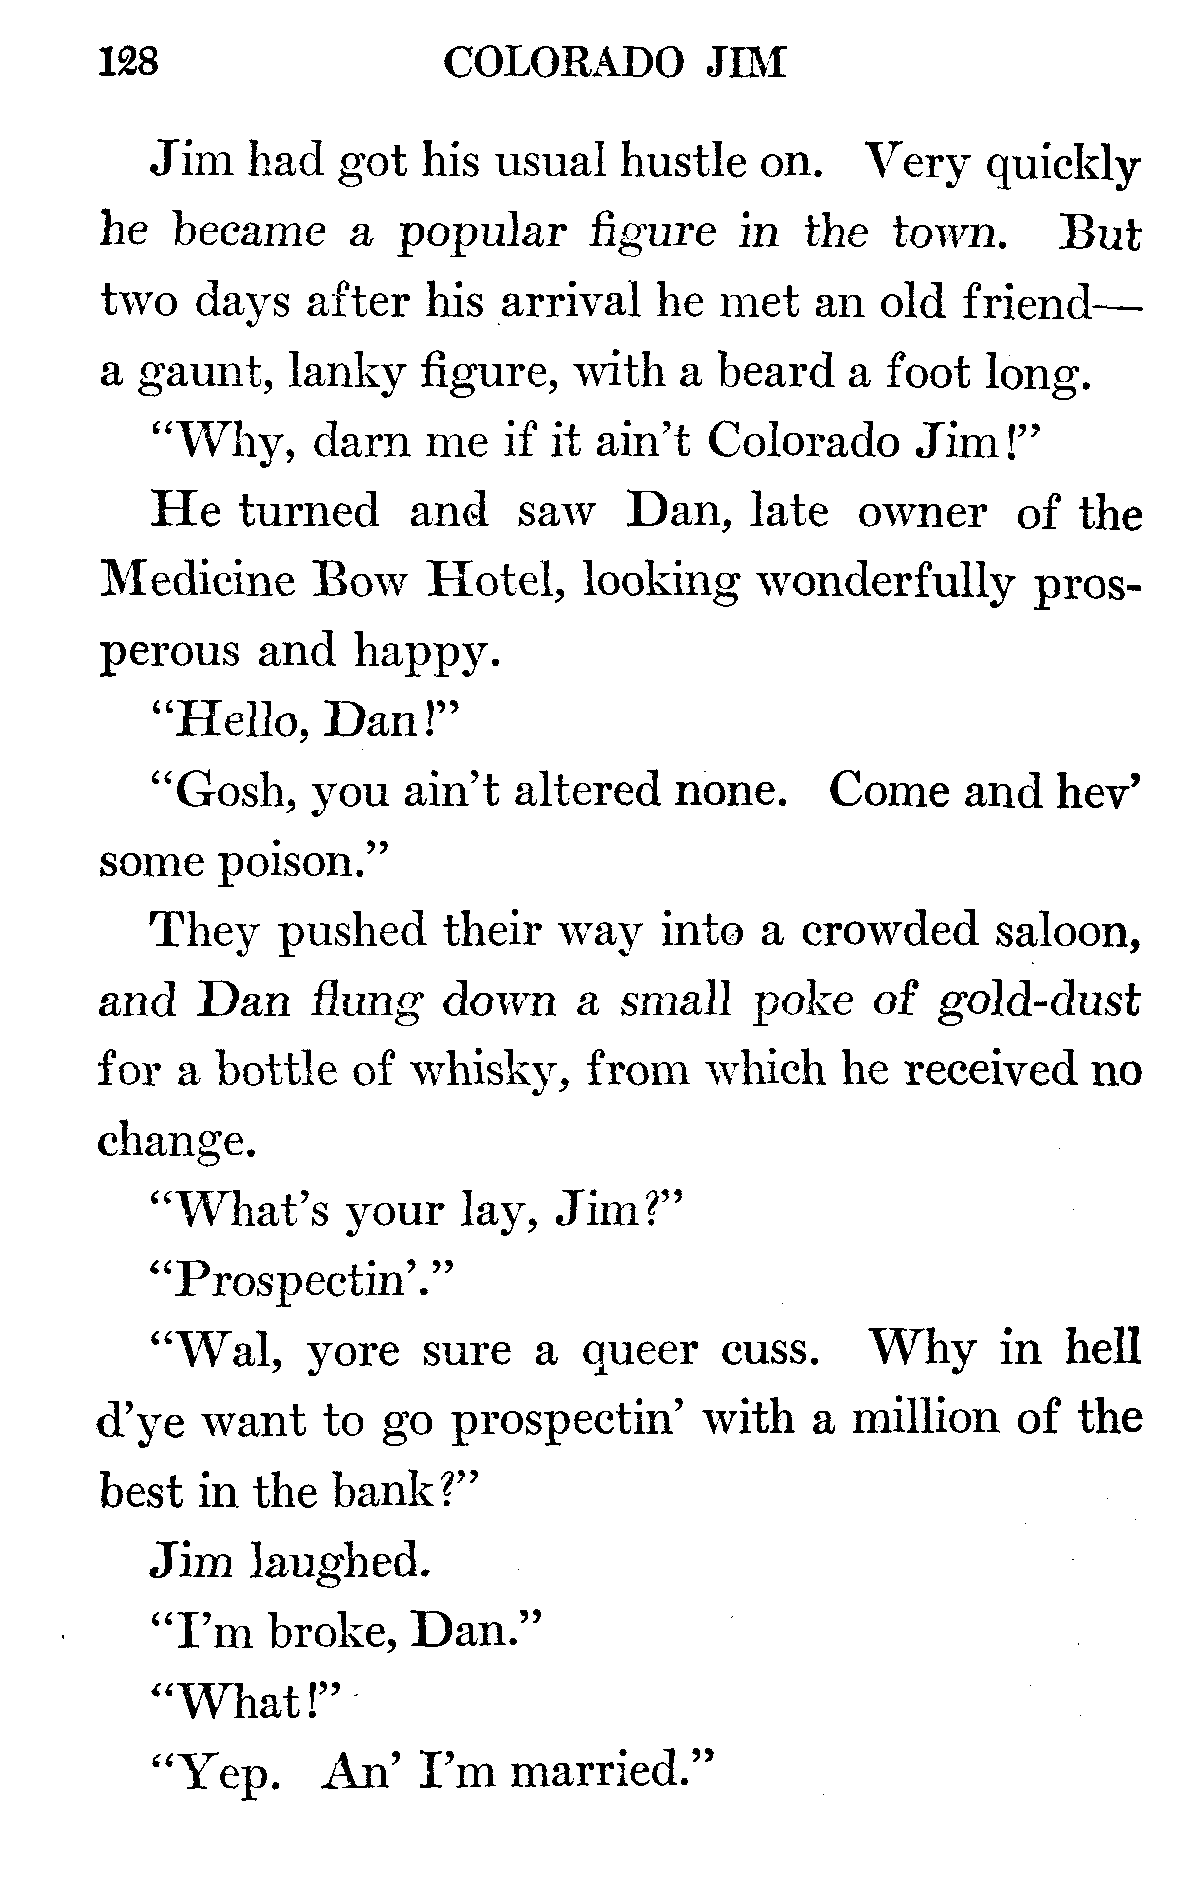 128 COLORADO JIM
Jim had got his usual hustle on. Very quickly
he became a popular figure in the town. But
two days after his arrival he met an old friend—
a gaunt, lanky figure, with a beard a foot long.
“Why, darn me if it ain’t Colorado Jim!”
He turned and saw Dan, late owner of the
Medicine Bow Hotel, looking wonderfully pros-
perous and happy.
“Hello, Dan!”
“Gosh, you ain’t altered none. Come and hev’
some poison.”
They pushed their way into a crowded saloon,
and Dan flung down a small poke of gold-dust
for a bottle of whisky, from which he received no
change.
“What’s your lay, Jim?”
“Prospectin’.”
“Wal, yore sure a queer cuss. Why in hell
d’ye want to go prospectin’ with a million of the
best in the bank?”
Jim laughed.
“I’m broke, Dan.”
“What!”
“Yep. An’ I’m married.”